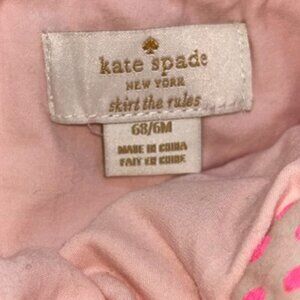 kate spade
NEW YORK
skirt the rules
68/6M
MADE IN CHINA
FAIT EN CHINE